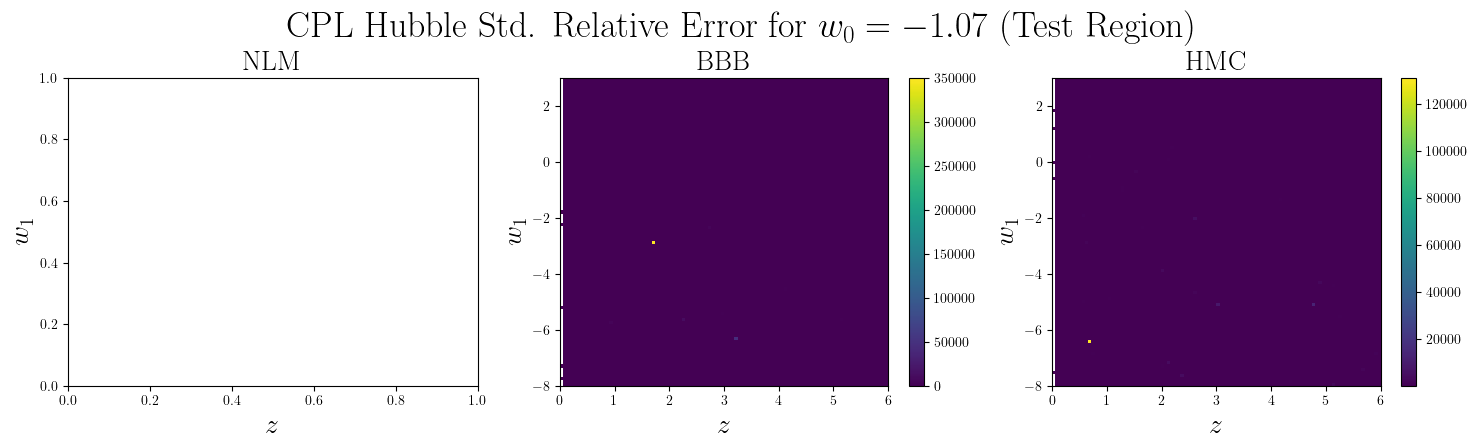 CPL Hubble Std. Relative Error for w₀ = −1.07 (Test Region)
NLM
BBB
HMC
1.0
0.8
0.6
0.4
0.2
0.0
w₁
0.0 0.2 0.4 0.6 0.8 1.0
z
2
0
−2
−4
−6
−8
w₁
0 1 2 3 4 5 6
z
350000
300000
250000
200000
150000
100000
50000
0
2
0
−2
−4
−6
−8
w₁
0 1 2 3 4 5 6
z
120000
100000
80000
60000
40000
20000